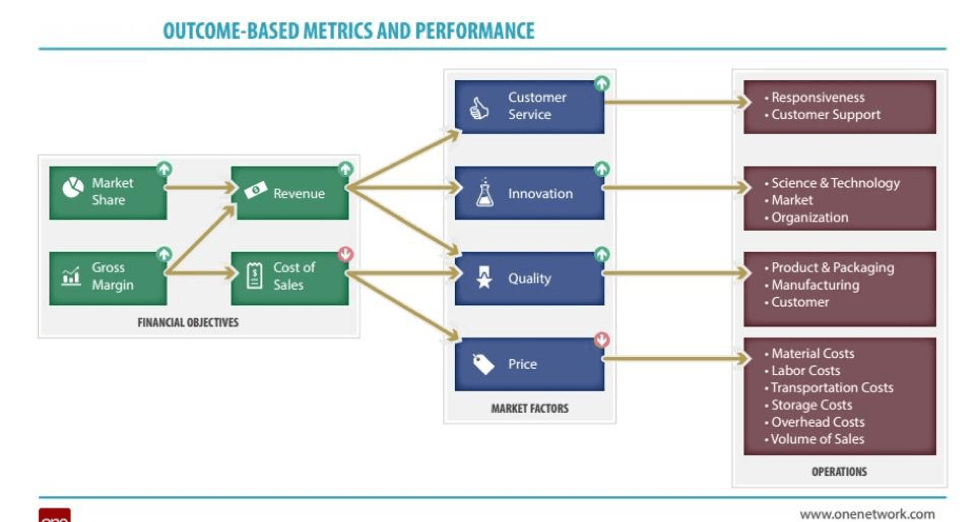 OUTCOME-BASED METRICS AND PERFORMANCE
Market
Share
Revenue
Gross
Margin
Cost of
Sales
FINANCIAL OBJECTIVES
Customer
Service
Innovation
Quality
Price
MARKET FACTORS
• Responsiveness
• Customer Support
• Science & Technology
• Market
• Organization
• Product & Packaging
• Manufacturing
• Customer
• Material Costs
• Labor Costs
• Transportation Costs
• Storage Costs
• Overhead Costs
• Volume of Sales
OPERATIONS
one
www.onenetwork.com